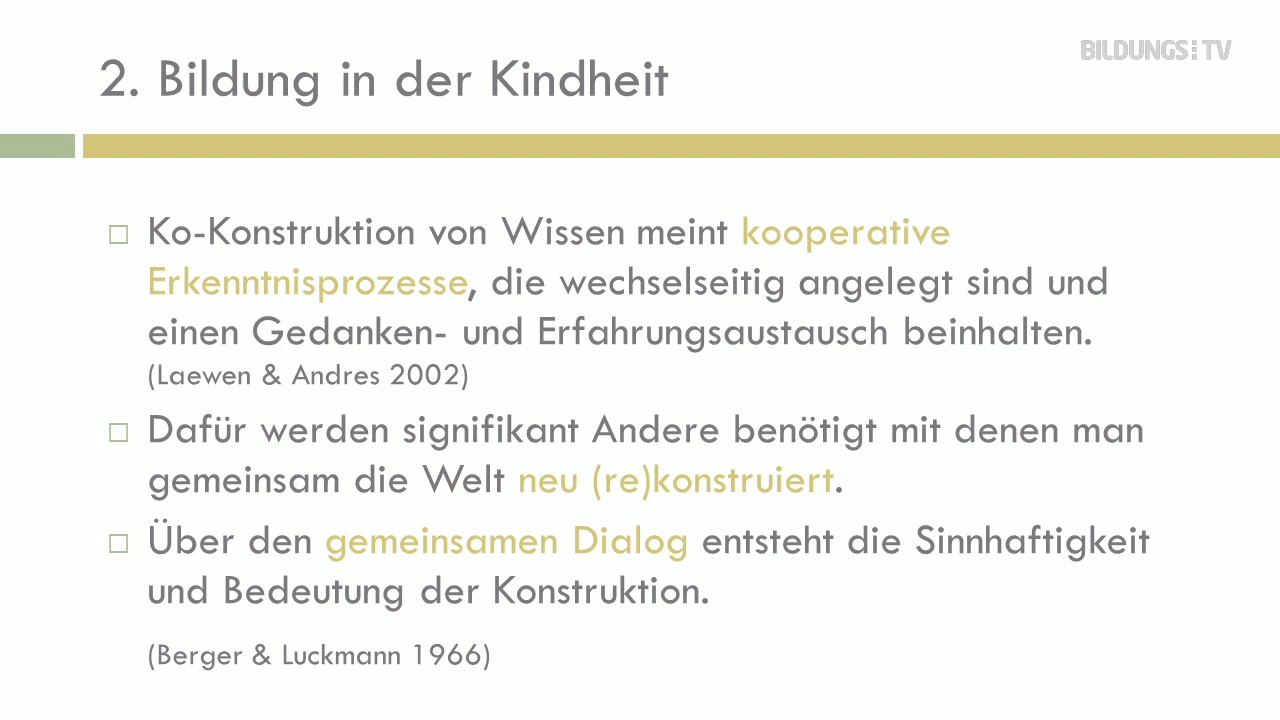 2. Bildung in der Kindheit
BILDUNGS TV
Ko-Konstruktion von Wissen meint kooperative
Erkenntnisprozesse, die wechselseitig angelegt sind und
einen Gedanken- und Erfahrungsaustausch beinhalten.
(Laewen & Andres 2002)
Dafür werden signifikant Andere benötigt mit denen man
gemeinsam die Welt neu (re)konstruiert.
Über den gemeinsamen Dialog entsteht die Sinnhaftigkeit
und Bedeutung der Konstruktion.
(Berger & Luckmann 1966)